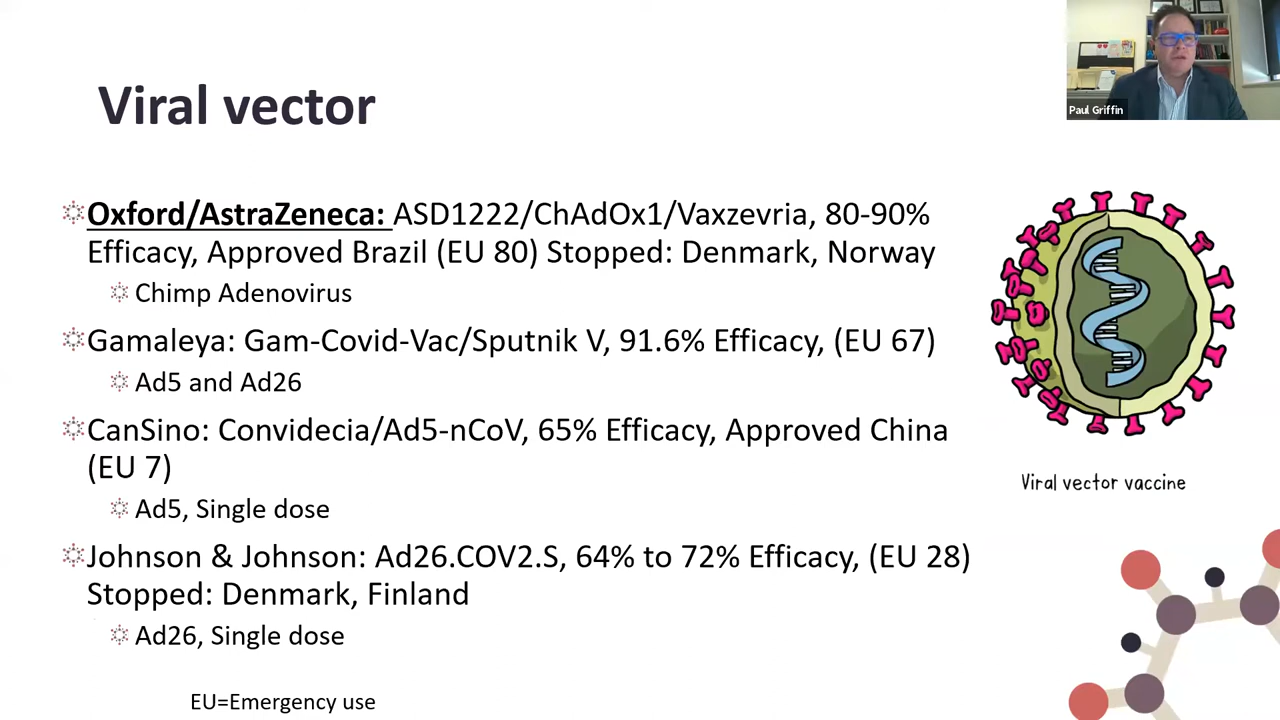 Viral vector
Paul Griffin
Oxford/AstraZeneca: ASD1222/ChAdOx1/Vaxzevria, 80-90%
Efficacy, Approved Brazil (EU 80) Stopped: Denmark, Norway
Chimp Adenovirus
Gamaleya: Gam-Covid-Vac/Sputnik V, 91.6% Efficacy, (EU 67)
Ad5 and Ad26
CanSino: Convidecia/Ad5-nCoV, 65% Efficacy, Approved China
(EU 7)
Ad5, Single dose
Johnson & Johnson: Ad26.COV2.S, 64% to 72% Efficacy, (EU 28)
Stopped: Denmark, Finland
Ad26, Single dose
EU=Emergency use
Viral vector vaccine